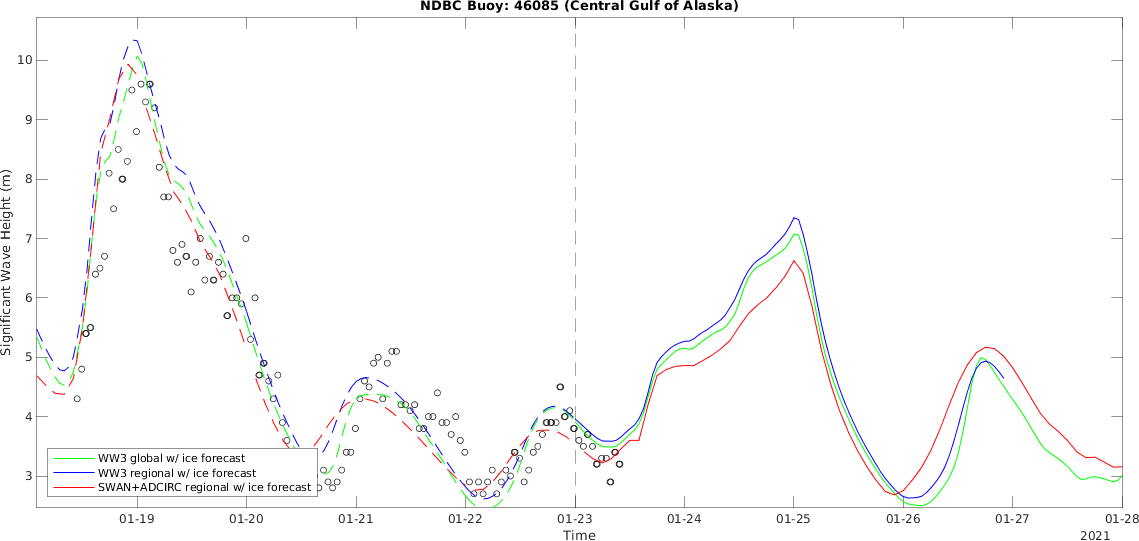 NDBC Buoy: 46085 (Central Gulf of Alaska)
Significant Wave Height (m)
10
9
8
7
6
5
4
3
WW3 global w/ ice forecast
WW3 regional w/ ice forecast
SWAN+ADCIRC regional w/ ice forecast
01-19 01-20 01-21 01-22 01-23 01-24 01-25 01-26 01-27 01-28
Time
2021